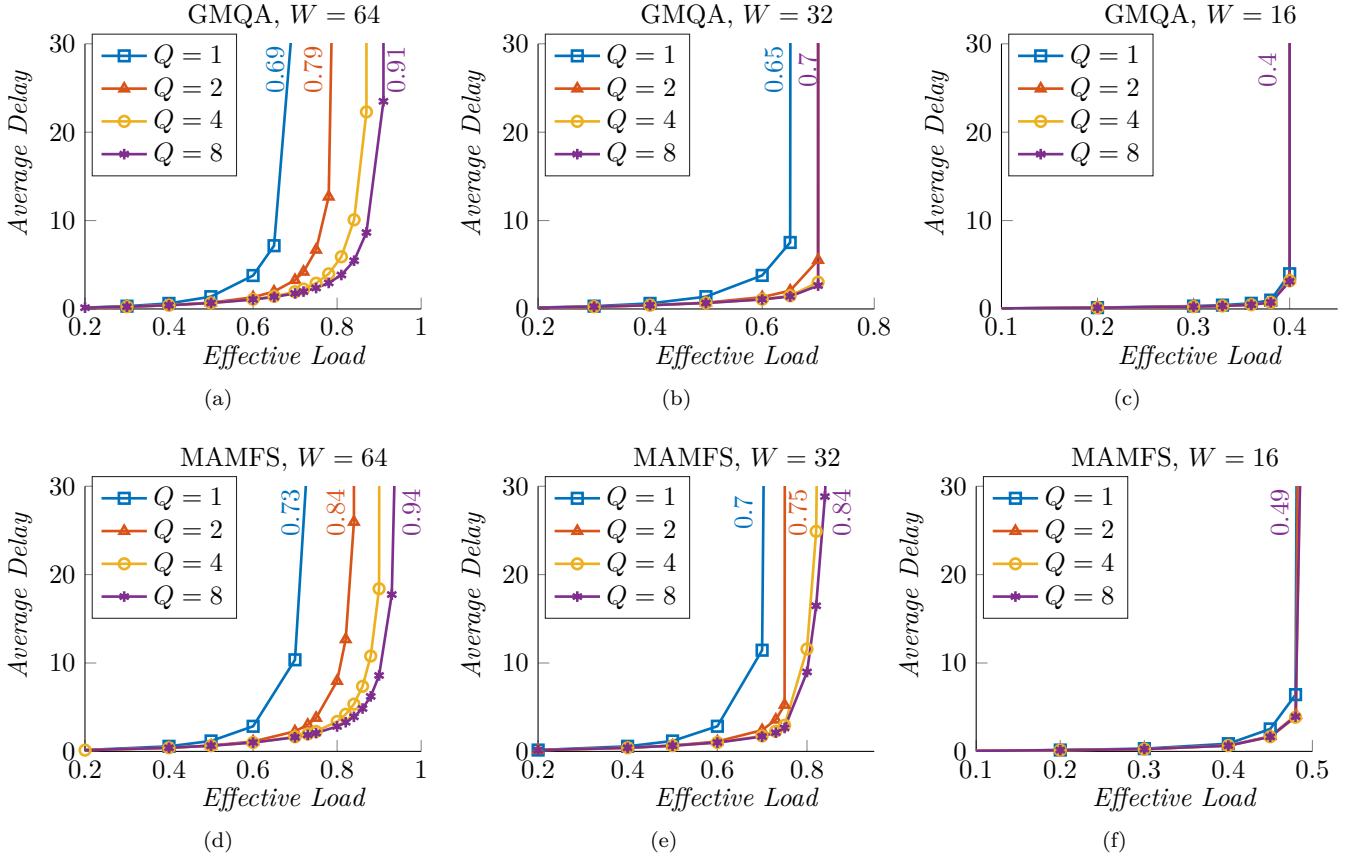 GMQA, W = 64
30
20
10
0
Average Delay
Q = 1
Q = 2
Q = 4
Q = 8
0.69
0.79
0.91
0.2 0.4 0.6 0.8 1
Effective Load
(a)
GMQA, W = 32
30
20
10
0
Average Delay
Q = 1
Q = 2
Q = 4
Q = 8
0.65
0.7
0.2 0.4 0.6 0.8
Effective Load
(b)
GMQA, W = 16
30
20
10
0
Average Delay
Q = 1
Q = 2
Q = 4
Q = 8
0.4
0.1 0.2 0.3 0.4
Effective Load
(c)
MAMFS, W = 64
30
20
10
0
Average Delay
Q = 1
Q = 2
Q = 4
Q = 8
0.73
0.84
0.94
0.2 0.4 0.6 0.8 1
Effective Load
(d)
MAMFS, W = 32
30
20
10
0
Average Delay
Q = 1
Q = 2
Q = 4
Q = 8
0.7
0.75
0.84
0.2 0.4 0.6 0.8
Effective Load
(e)
MAMFS, W = 16
30
20
10
0
Average Delay
Q = 1
Q = 2
Q = 4
Q = 8
0.49
0.1 0.2 0.3 0.4 0.5
Effective Load
(f)